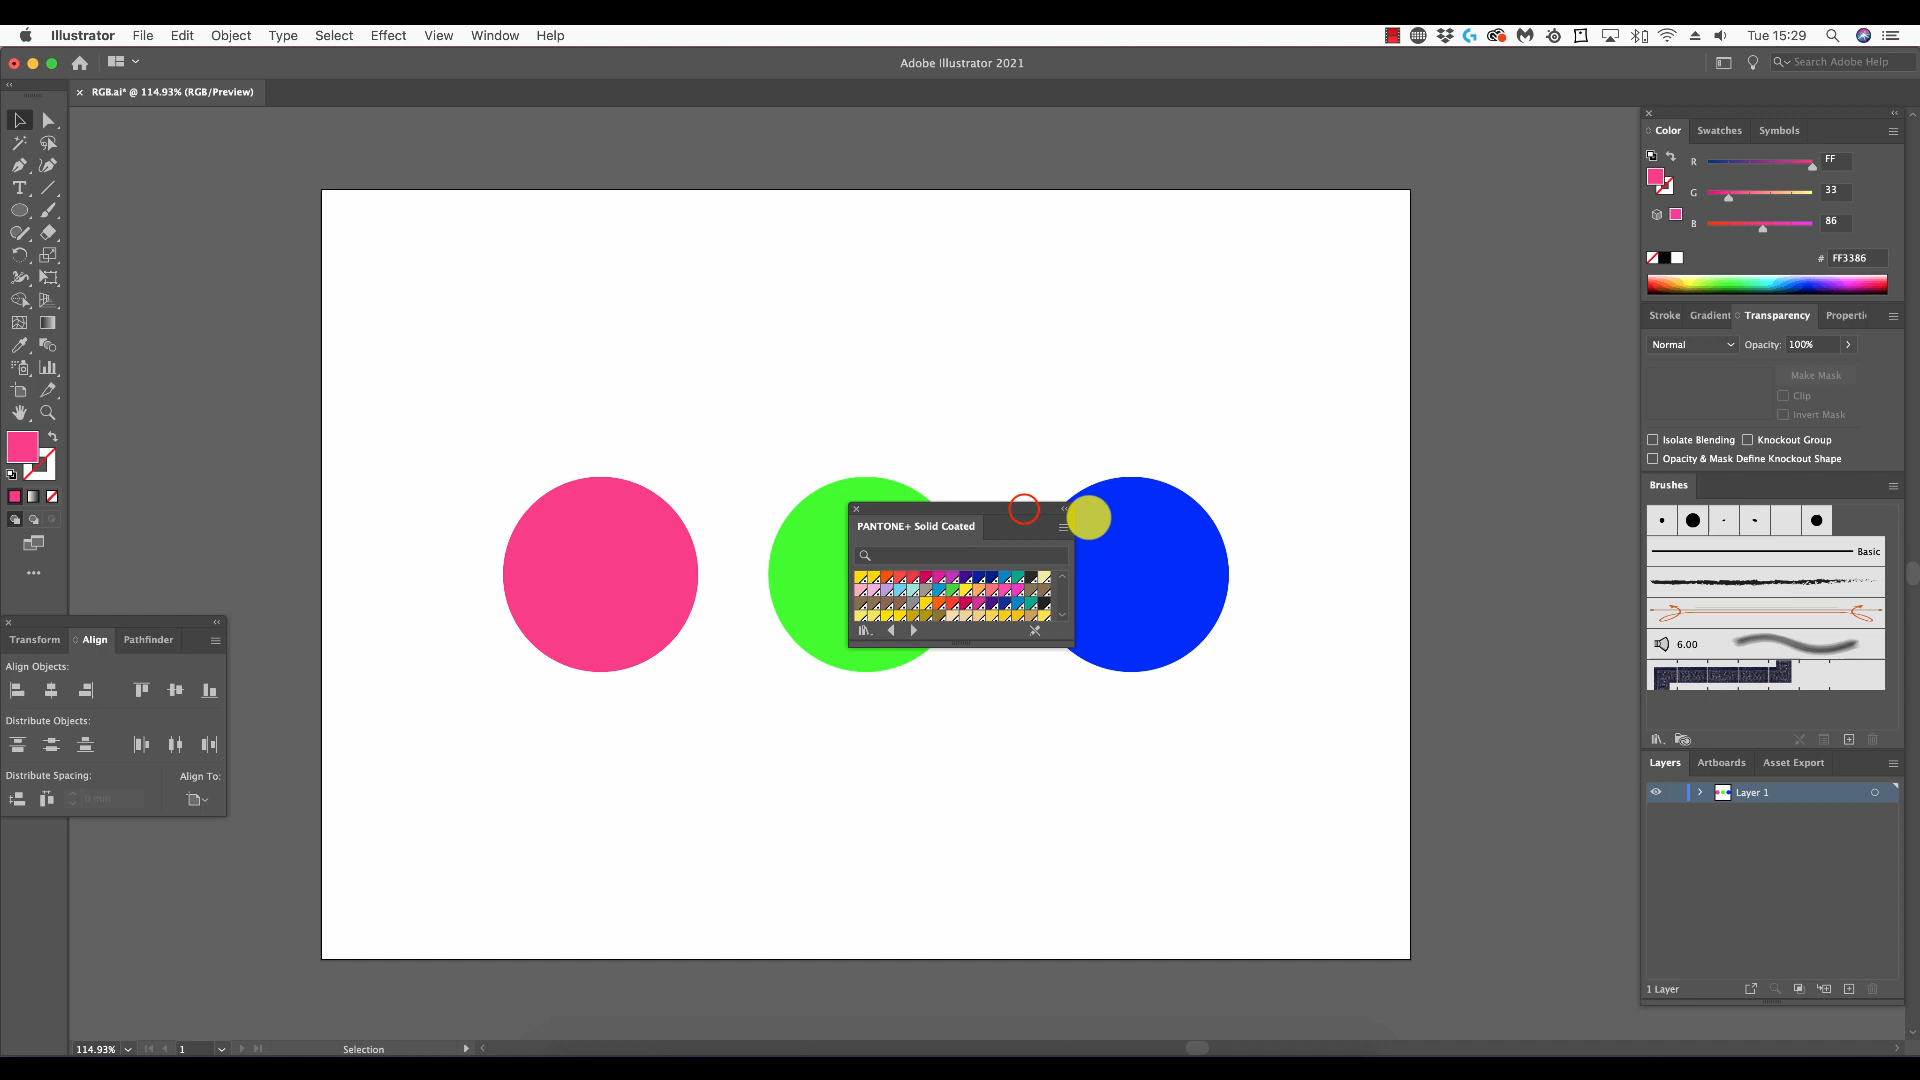 Illustrator File Edit Object Type Select Effect View Window Help
Tue 15:29
Adobe Illustrator 2021
Search Adobe Help
RGB.ai* @ 114.93% (RGB/Preview)
Color Swatches Symbols
R FF
G 33
B 86
# FF3386
Stroke Gradient Transparency Properti
Normal Opacity: 100%
Make Mask
Clip
Invert Mask
Isolate Blending Knockout Group
Opacity & Mask Define Knockout Shape
Brushes
Basic
6.00
PANTONE+ Solid Coated
Transform Align Pathfinder
Align Objects:
Distribute Objects:
Distribute Spacing: Align To:
0 mm
Layers Artboards Asset Export
Layer 1
1 Layer
114.93% 1 Selection